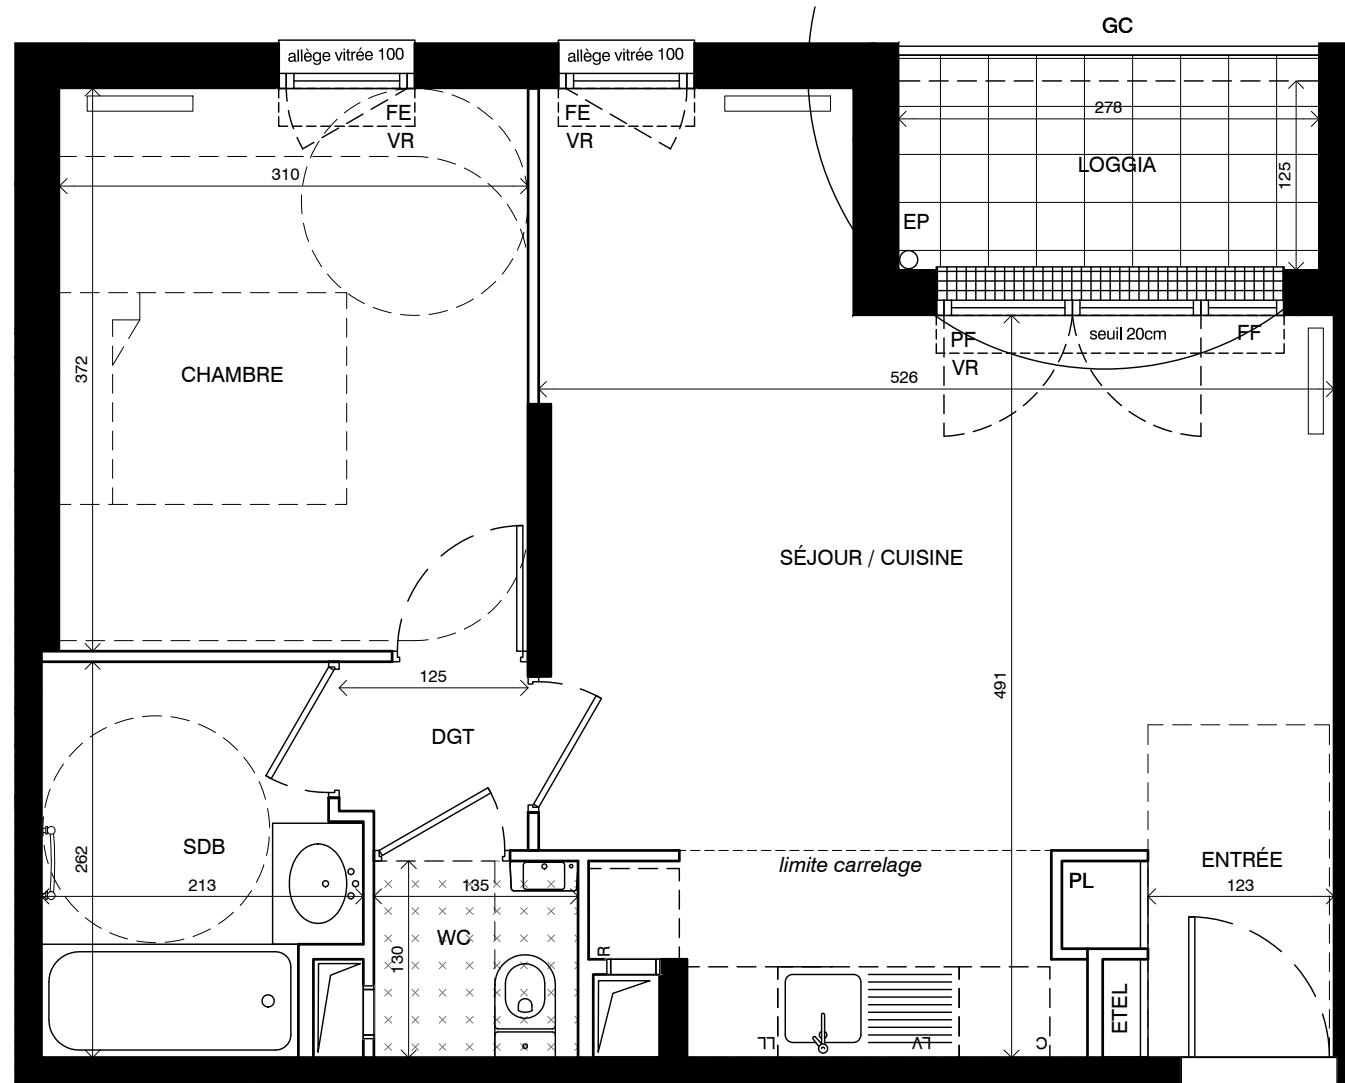 GC
allège vitrée 100
allège vitrée 100
FE
VR
FE
VR
278
LOGGIA
125
EP
310
PF
VR
seuil 20cm
FF
372
CHAMBRE
526
SÉJOUR / CUISINE
125
491
DGT
SDB
262
213
limite carrelage
PL
ENTRÉE
123
135
WC
130
R
ETEL
LL
LV
C